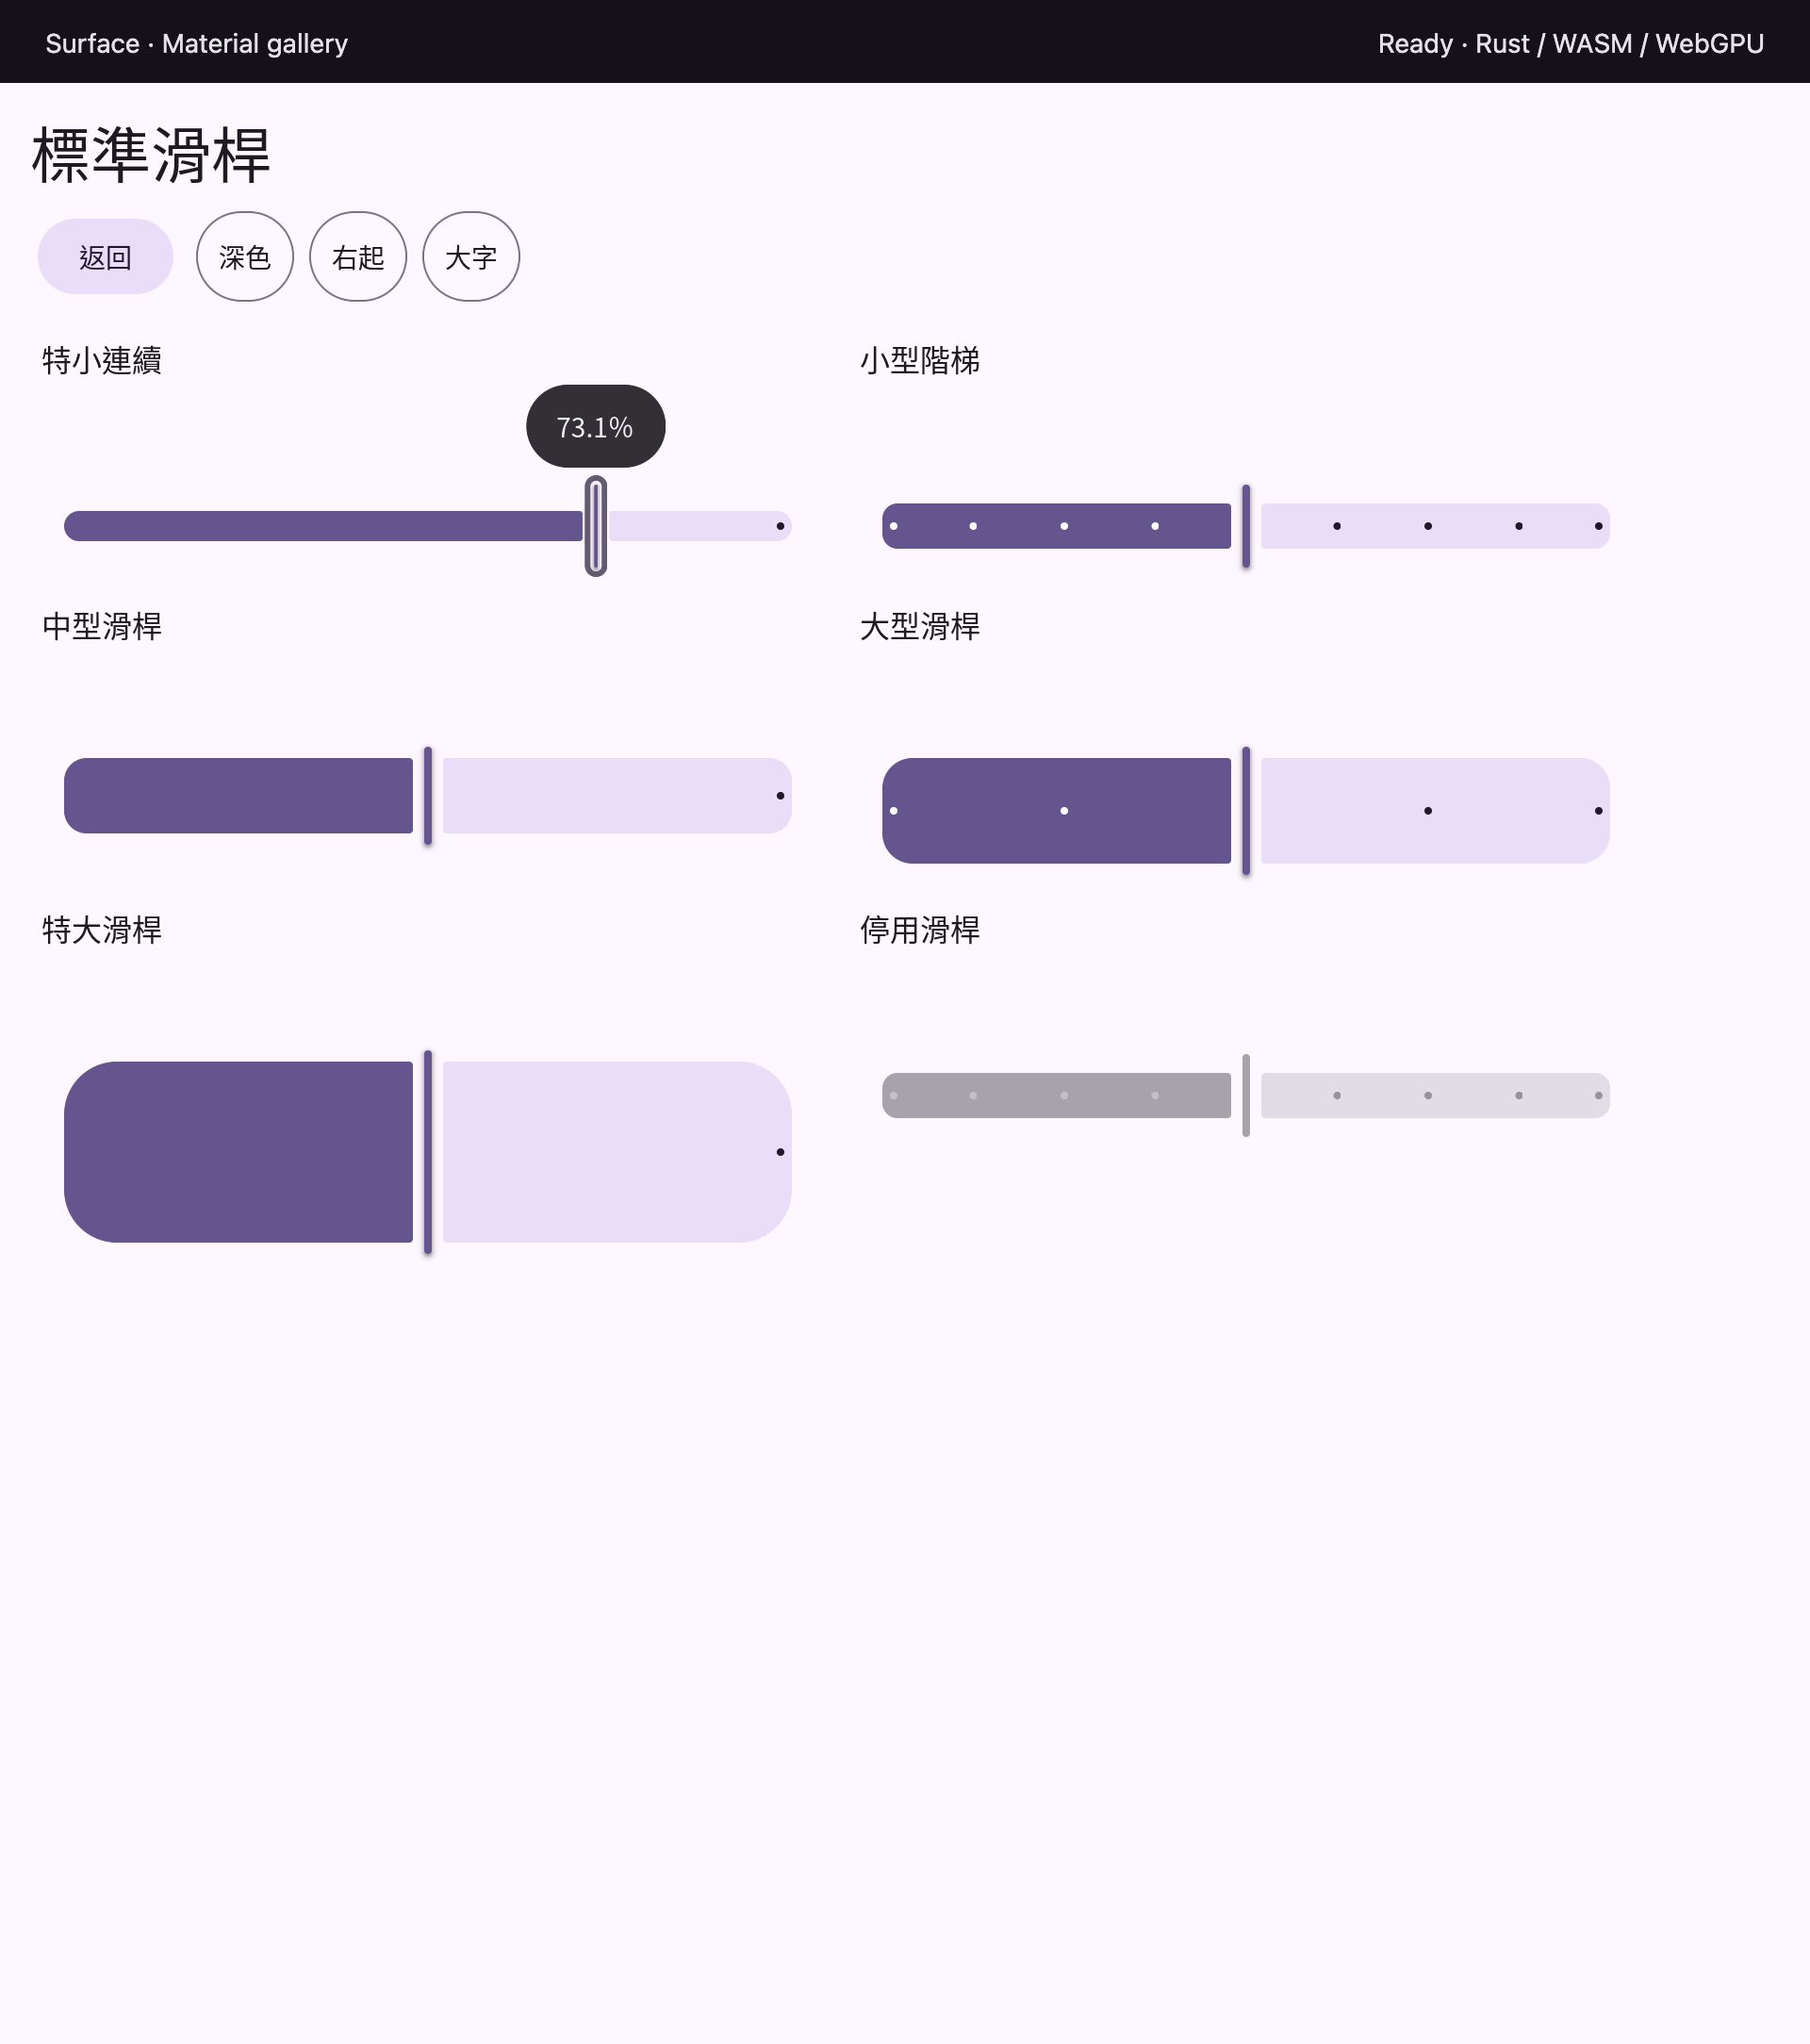 Surface · Material gallery
Ready · Rust / WASM / WebGPU
標準滑桿
返回
深色
右起
大字
特小連續
小型階梯
73.1%
中型滑桿
大型滑桿
特大滑桿
停用滑桿